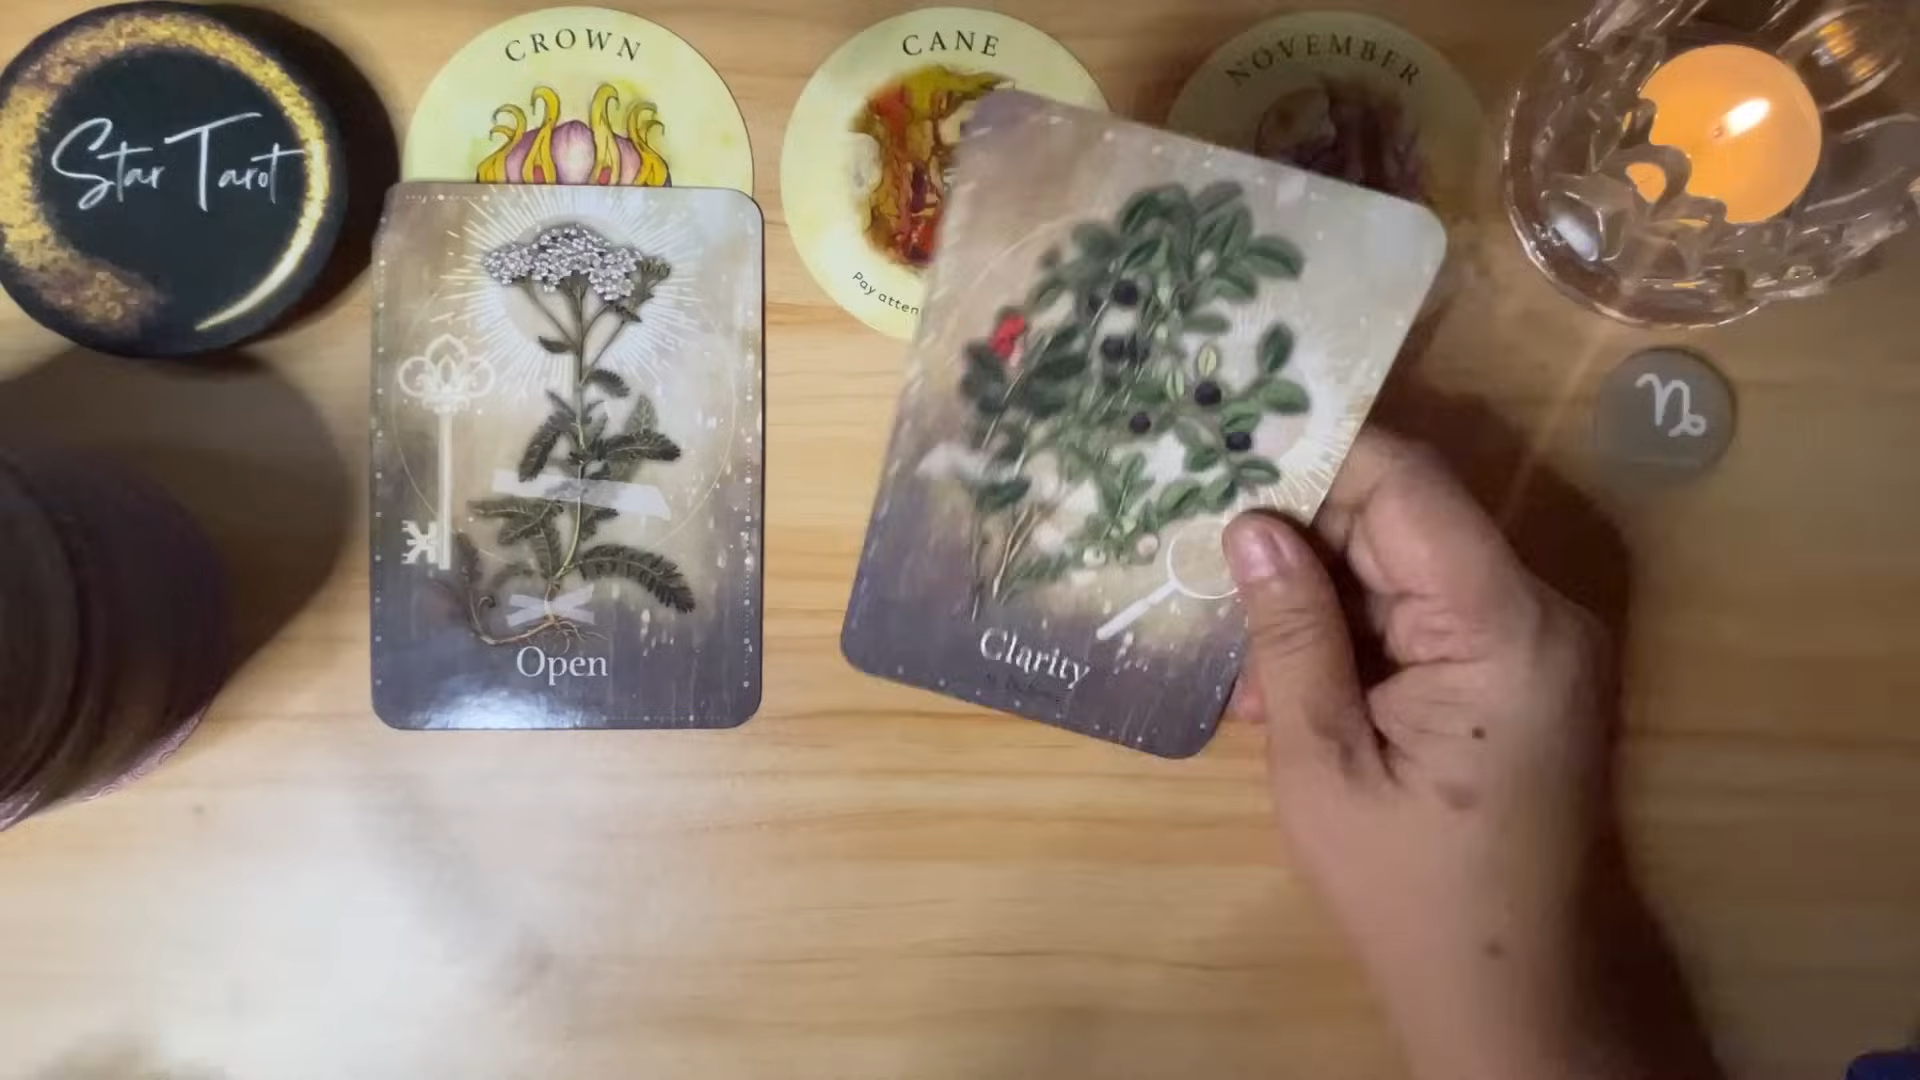 Star Tarot
CROWN
CANE
NOVEMBER
Pay atten
Open
Clarity